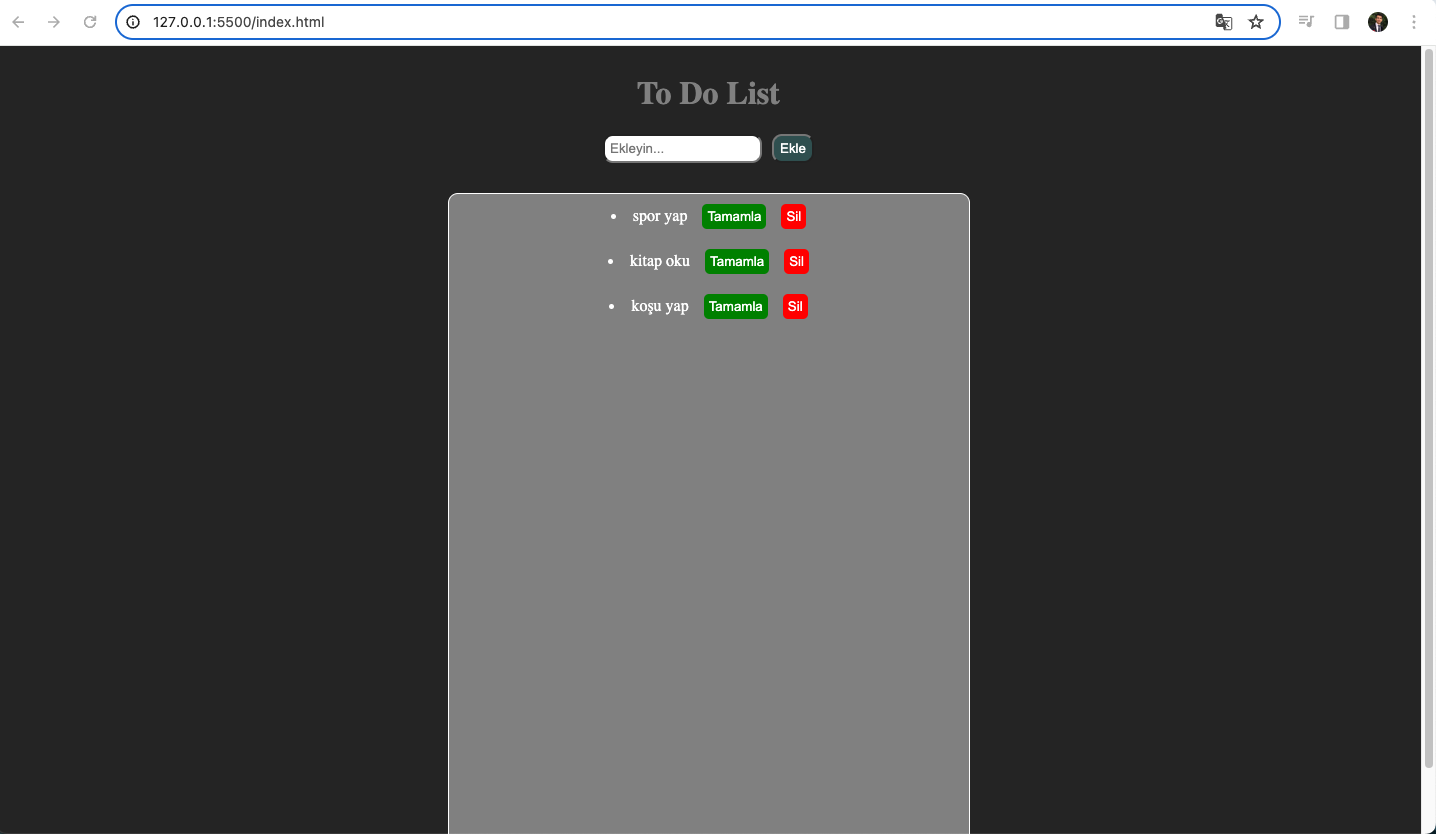 127.0.0.1:5500/index.html
To Do List
Ekleyin... Ekle
spor yap Tamamla Sil
kitap oku Tamamla Sil
koşu yap Tamamla Sil